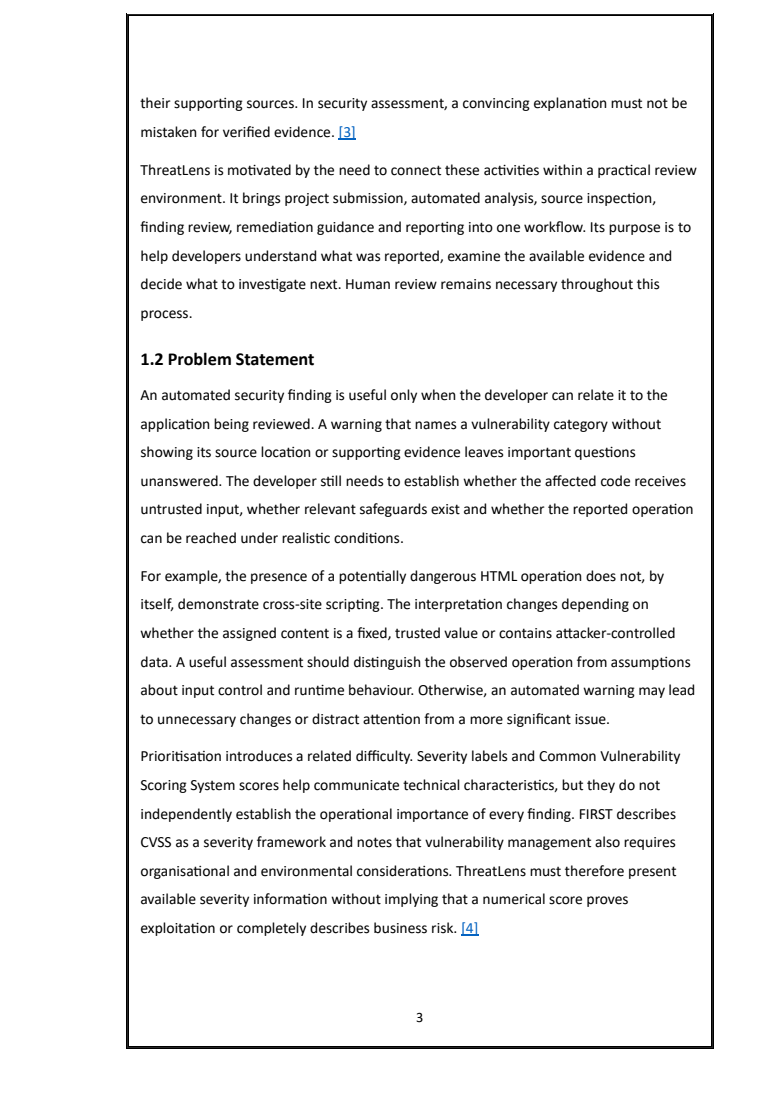 their supporting sources. In security assessment, a convincing explanation must not be
mistaken for verified evidence. [3]
ThreatLens is motivated by the need to connect these activities within a practical review
environment. It brings project submission, automated analysis, source inspection,
finding review, remediation guidance and reporting into one workflow. Its purpose is to
help developers understand what was reported, examine the available evidence and
decide what to investigate next. Human review remains necessary throughout this
process.
1.2 Problem Statement
An automated security finding is useful only when the developer can relate it to the
application being reviewed. A warning that names a vulnerability category without
showing its source location or supporting evidence leaves important questions
unanswered. The developer still needs to establish whether the affected code receives
untrusted input, whether relevant safeguards exist and whether the reported operation
can be reached under realistic conditions.
For example, the presence of a potentially dangerous HTML operation does not, by
itself, demonstrate cross-site scripting. The interpretation changes depending on
whether the assigned content is a fixed, trusted value or contains attacker-controlled
data. A useful assessment should distinguish the observed operation from assumptions
about input control and runtime behaviour. Otherwise, an automated warning may lead
to unnecessary changes or distract attention from a more significant issue.
Prioritisation introduces a related difficulty. Severity labels and Common Vulnerability
Scoring System scores help communicate technical characteristics, but they do not
independently establish the operational importance of every finding. FIRST describes
CVSS as a severity framework and notes that vulnerability management also requires
organisational and environmental considerations. ThreatLens must therefore present
available severity information without implying that a numerical score proves
exploitation or completely describes business risk. [4]
3